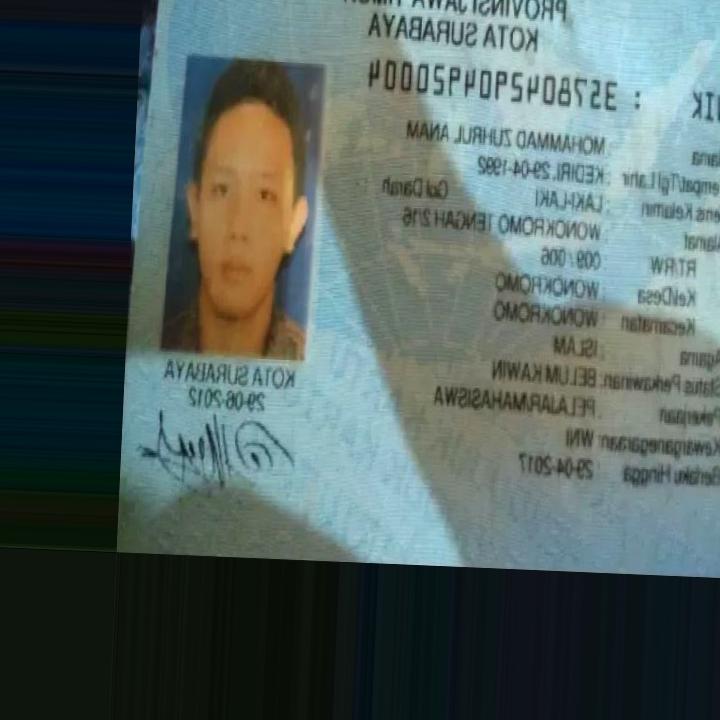 PROVINSI JAWA TIMUR
KOTA SURABAYA
NIK : 3578045904950004
Nama : MOHAMMAD ZUHRUL ANAM
Tempat/Tgl Lahir : KEDIRI, 29-04-1992
Jenis Kelamin : LAKI-LAKI Gol Darah
Alamat : WONOKROMO TENGAH 2/16
RT/RW : 009 / 006
Kel/Desa : WONOKROMO
Kecamatan : WONOKROMO
Agama : ISLAM
Status Perkawinan: BELUM KAWIN
Pekerjaan : PELAJAR/MAHASISWA
Kewarganegaraan: WNI
Berlaku Hingga : 29-04-2017
KOTA SURABAYA
29-06-2012